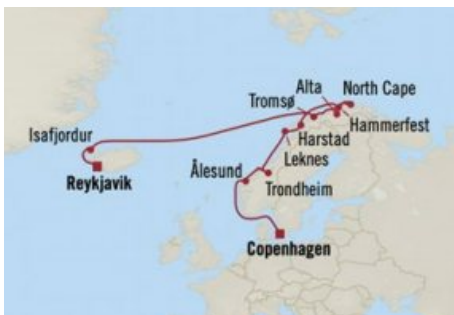 Alta
North Cape
Tromsø
Hammerfest
Isafjordur
Harstad
Leknes
Ålesund
Reykjavik
Trondheim
Copenhagen